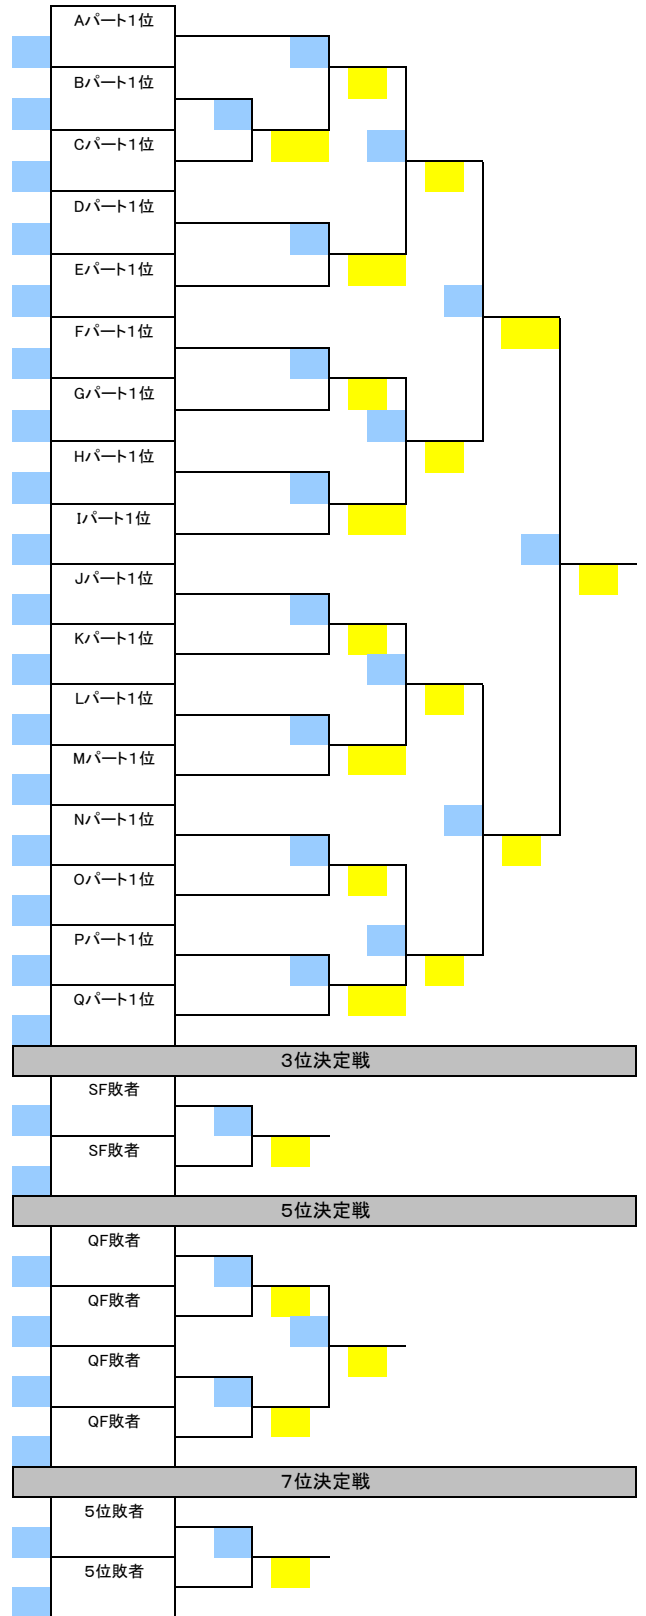 Aパート1位
Bパート1位
Cパート1位
Dパート1位
Eパート1位
Fパート1位
Gパート1位
Hパート1位
Iパート1位
Jパート1位
Kパート1位
Lパート1位
Mパート1位
Nパート1位
Oパート1位
Pパート1位
Qパート1位
3位決定戦
SF敗者
SF敗者
5位決定戦
QF敗者
QF敗者
QF敗者
QF敗者
7位決定戦
5位敗者
5位敗者